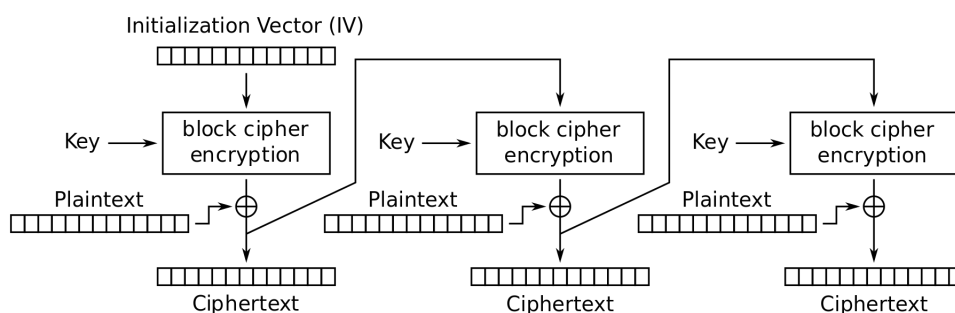 Initialization Vector (IV)
Key
block cipher
encryption
Plaintext
Ciphertext
Key
block cipher
encryption
Plaintext
Ciphertext
Key
block cipher
encryption
Plaintext
Ciphertext